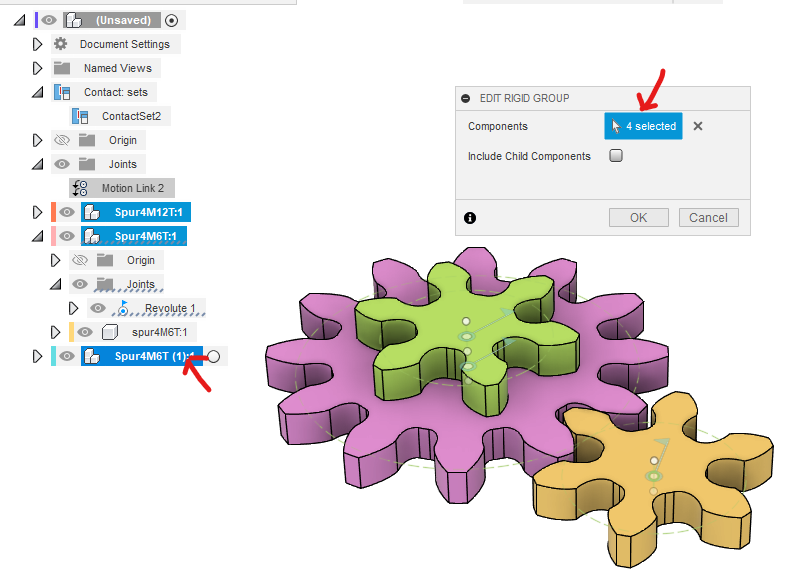 (Unsaved)
Document Settings
Named Views
Contact: sets
ContactSet2
Origin
Joints
Motion Link 2
Spur4M12T:1
Spur4M6T:1
Origin
Joints
Revolute 1
spur4M6T:1
Spur4M6T (1):1
EDIT RIGID GROUP
Components
4 selected
Include Child Components
OK
Cancel